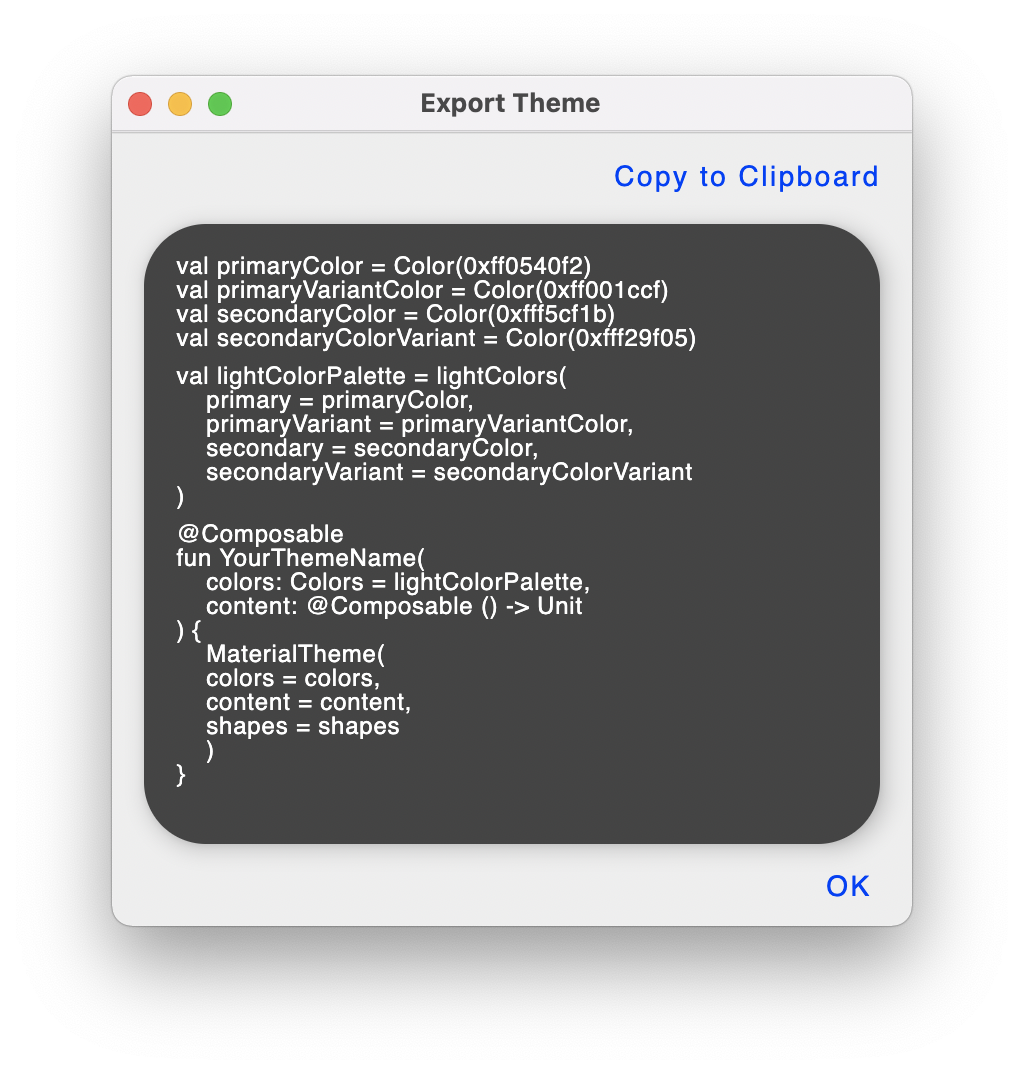 Export Theme
Copy to Clipboard
val primaryColor = Color(0xff0540f2)
val primaryVariantColor = Color(0xff001ccf)
val secondaryColor = Color(0xfff5cf1b)
val secondaryColorVariant = Color(0xfff29f05)
val lightColorPalette = lightColors(
    primary = primaryColor,
    primaryVariant = primaryVariantColor,
    secondary = secondaryColor,
    secondaryVariant = secondaryColorVariant
)
@Composable
fun YourThemeName(
    colors: Colors = lightColorPalette,
    content: @Composable () -> Unit
) {
    MaterialTheme(
    colors = colors,
    content = content,
    shapes = shapes
    )
}
OK